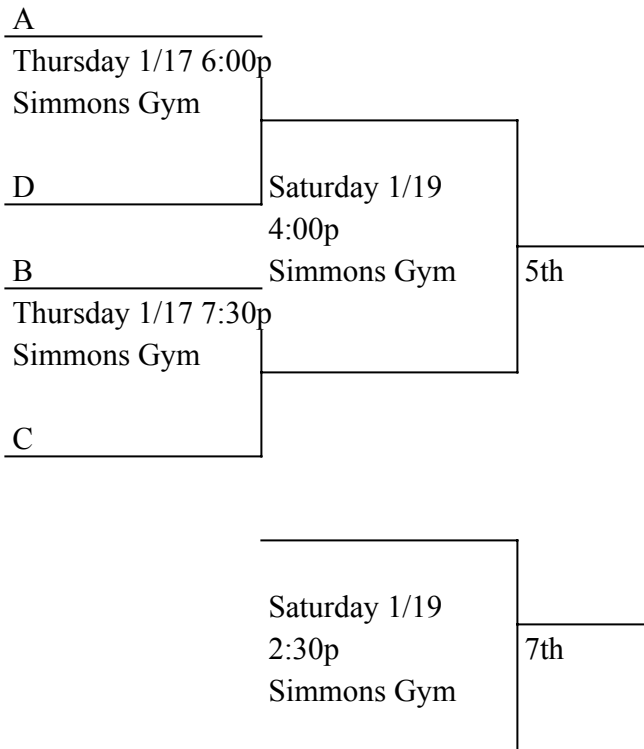 A
Thursday 1/17 6:00p
Simmons Gym
D
Saturday 1/19
4:00p
Simmons Gym
B
5th
Thursday 1/17 7:30p
Simmons Gym
C
Saturday 1/19
2:30p
7th
Simmons Gym